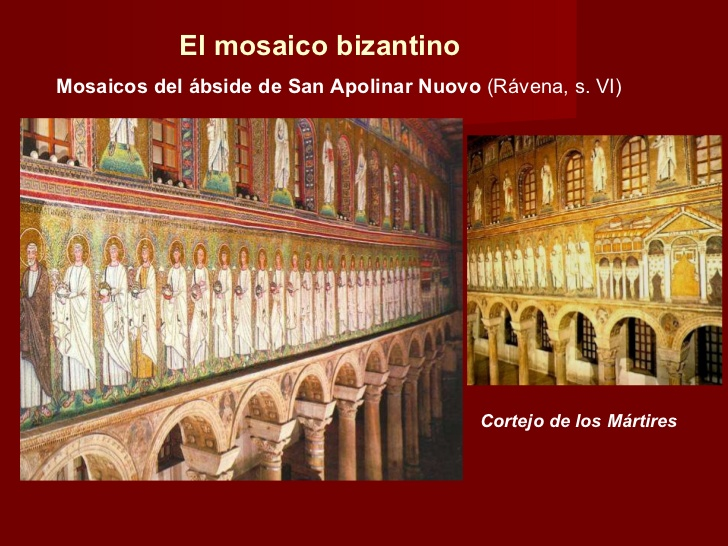 El mosaico bizantino
Mosaicos del ábside de San Apolinar Nuovo (Rávena, s. VI)
Cortejo de los Mártires